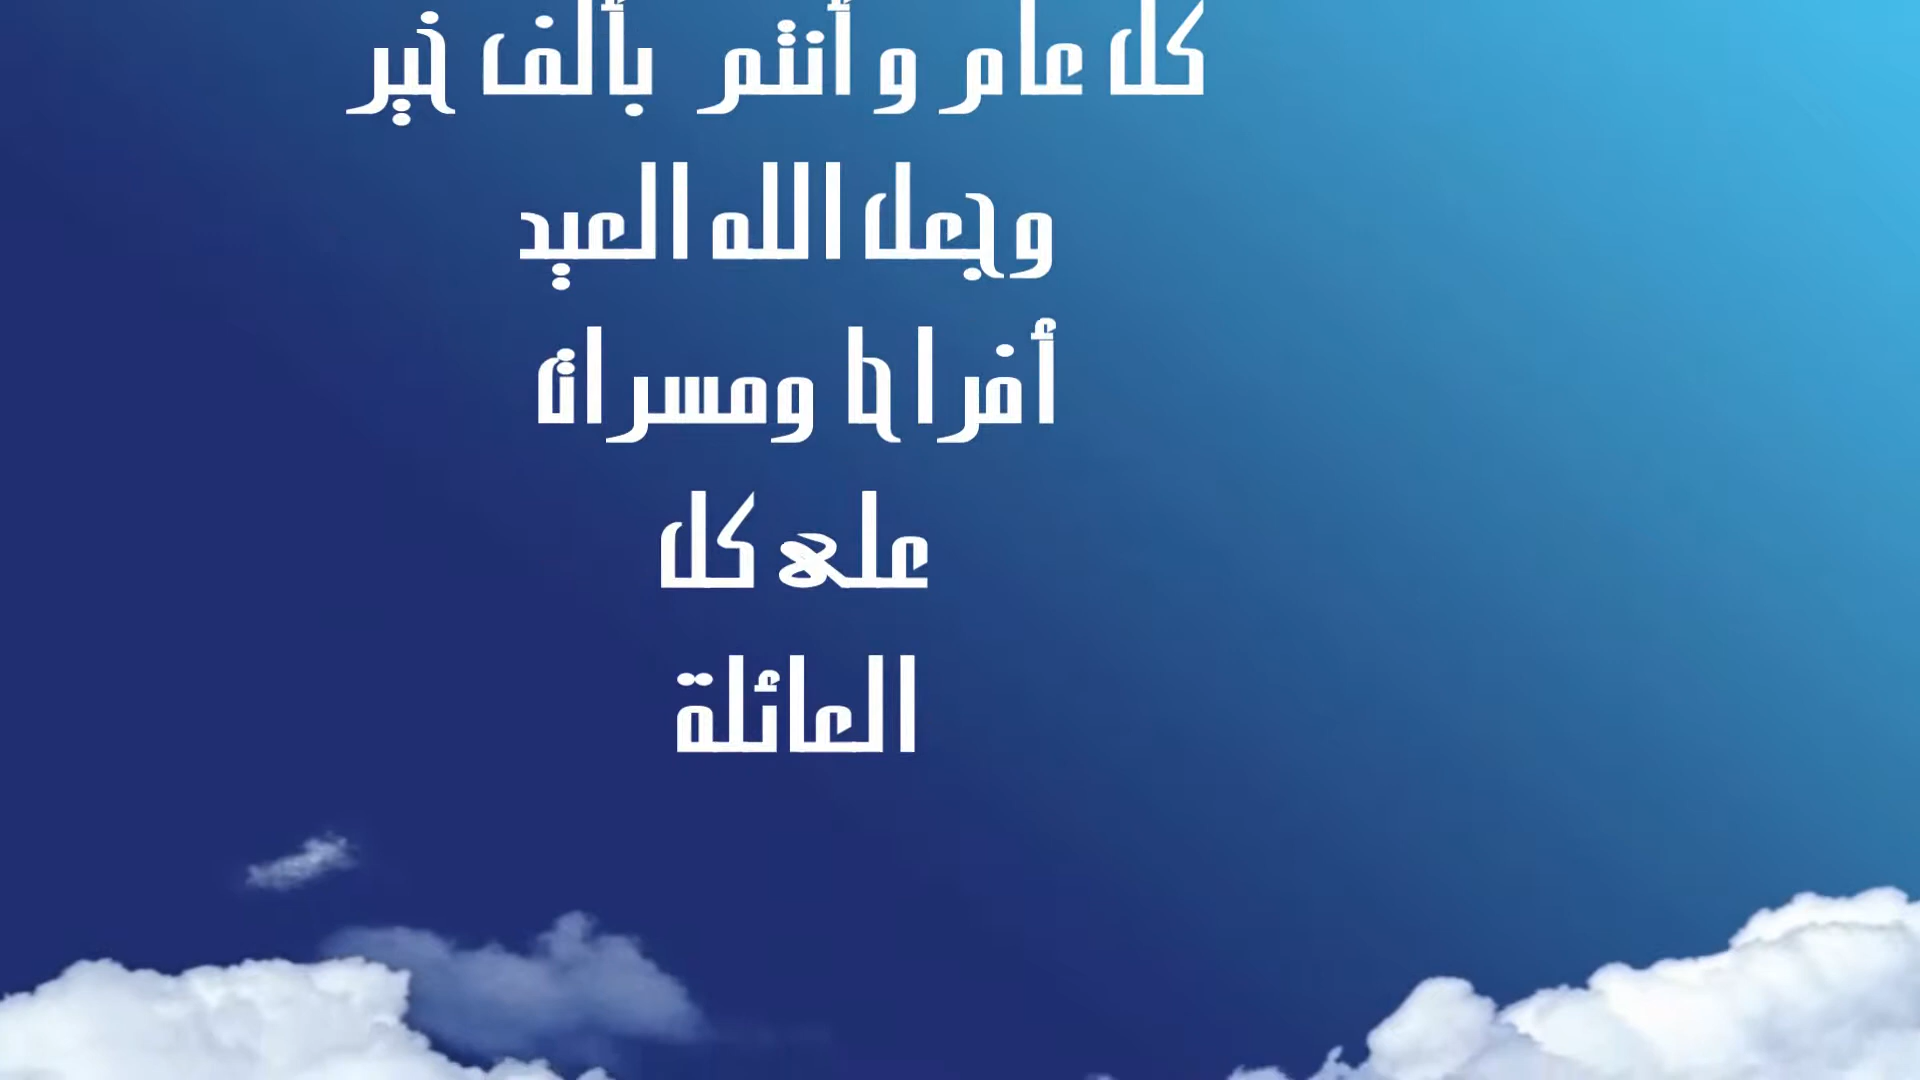 كل عام و أنتم بألف خير
وجعل الله العيد
أفراحا ومسرات
على كل
العائلة